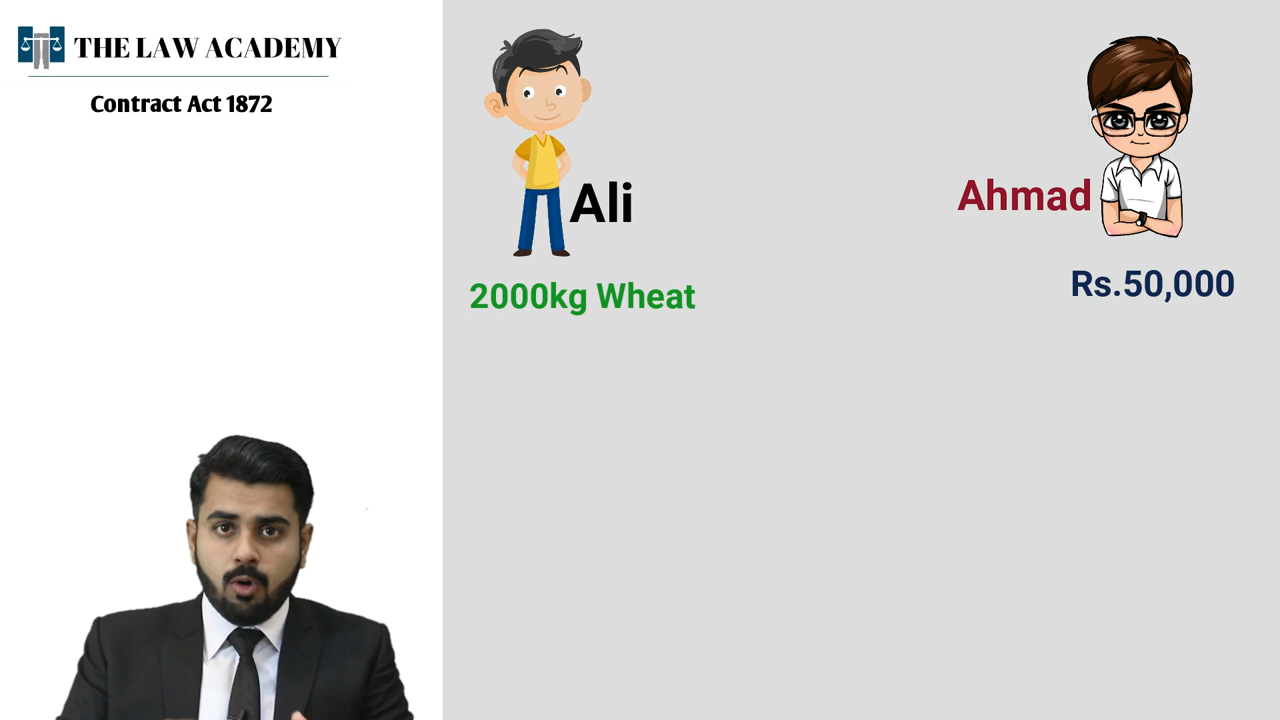 THE LAW ACADEMY
Contract Act 1872
Ali
Ahmad
2000kg Wheat
Rs.50,000